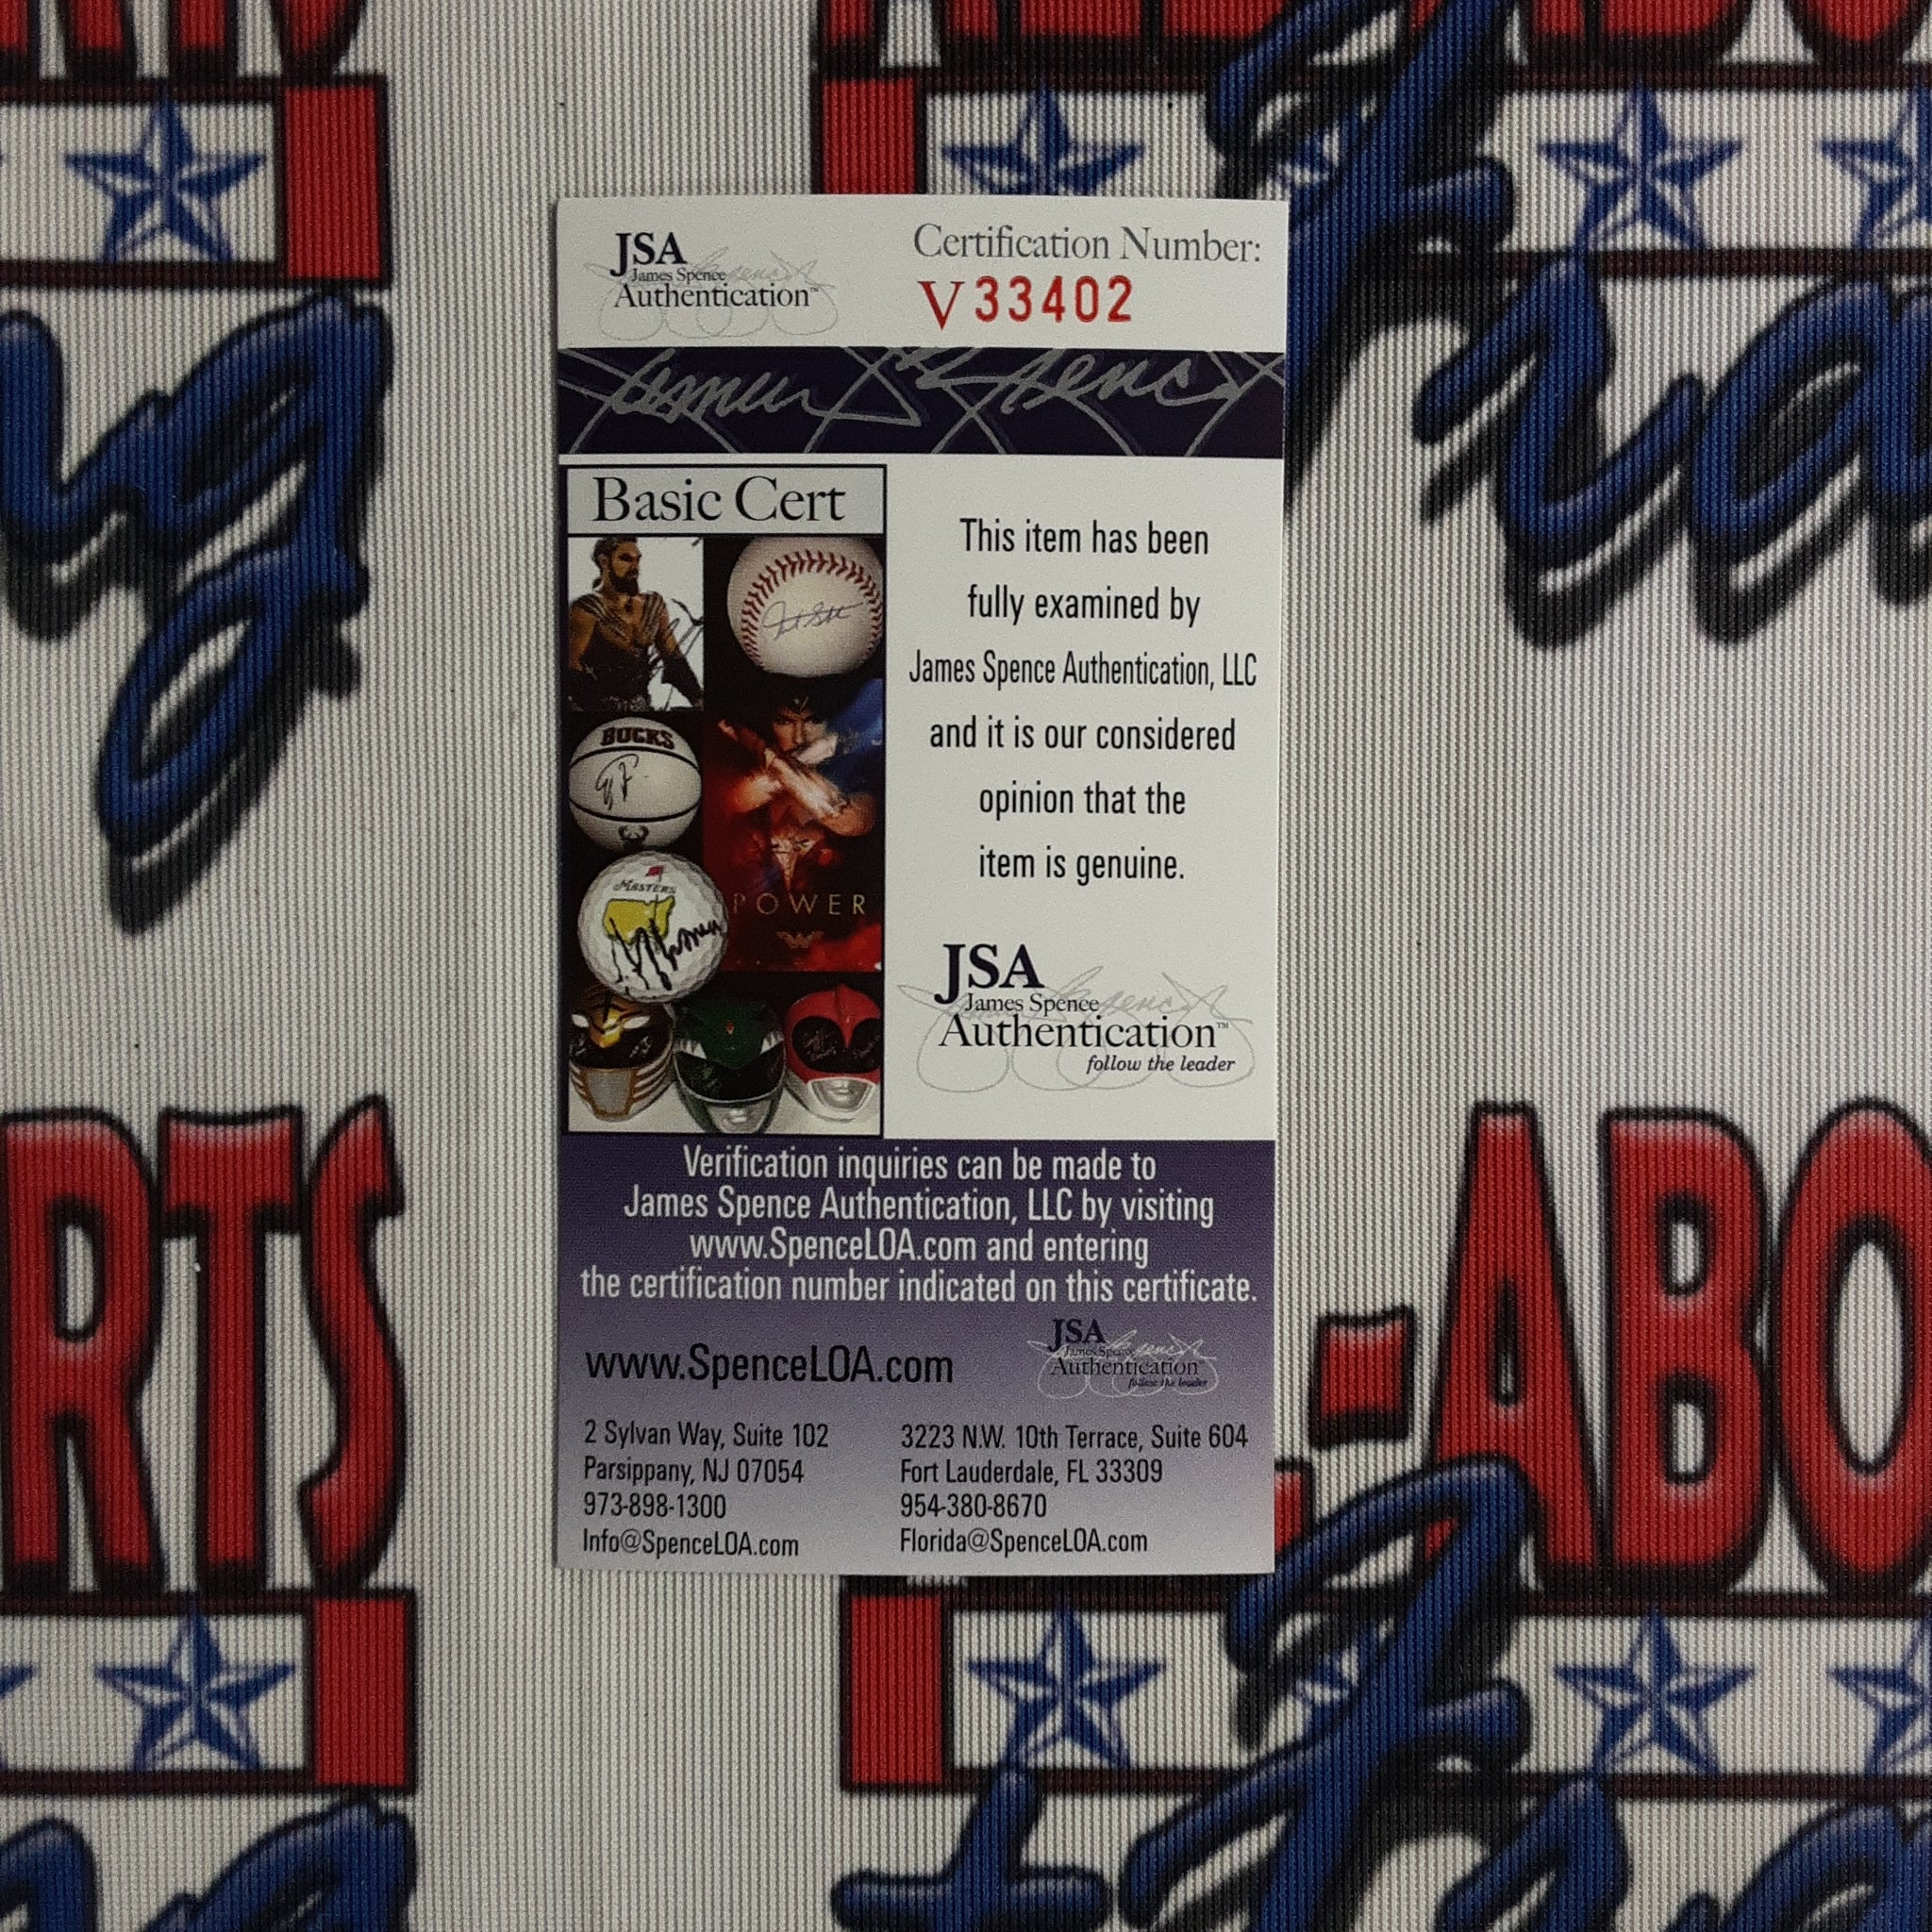 JSA
James Spence
Authentication™
Certification Number:
V33402
James Spence
Basic Cert
BUCKS
MASTERS
POWER
This item has been
fully examined by
James Spence Authentication, LLC
and it is our considered
opinion that the
item is genuine.
JSA
James Spence
Authentication™
follow the leader
Verification inquiries can be made to
James Spence Authentication, LLC by visiting
www.SpenceLOA.com and entering
the certification number indicated on this certificate.
www.SpenceLOA.com
JSA
James Spence
Authentication
follow the leader
2 Sylvan Way, Suite 102
Parsippany, NJ 07054
973-898-1300
Info@SpenceLOA.com
3223 N.W. 10th Terrace, Suite 604
Fort Lauderdale, FL 33309
954-380-8670
Florida@SpenceLOA.com
RTS
-ABO